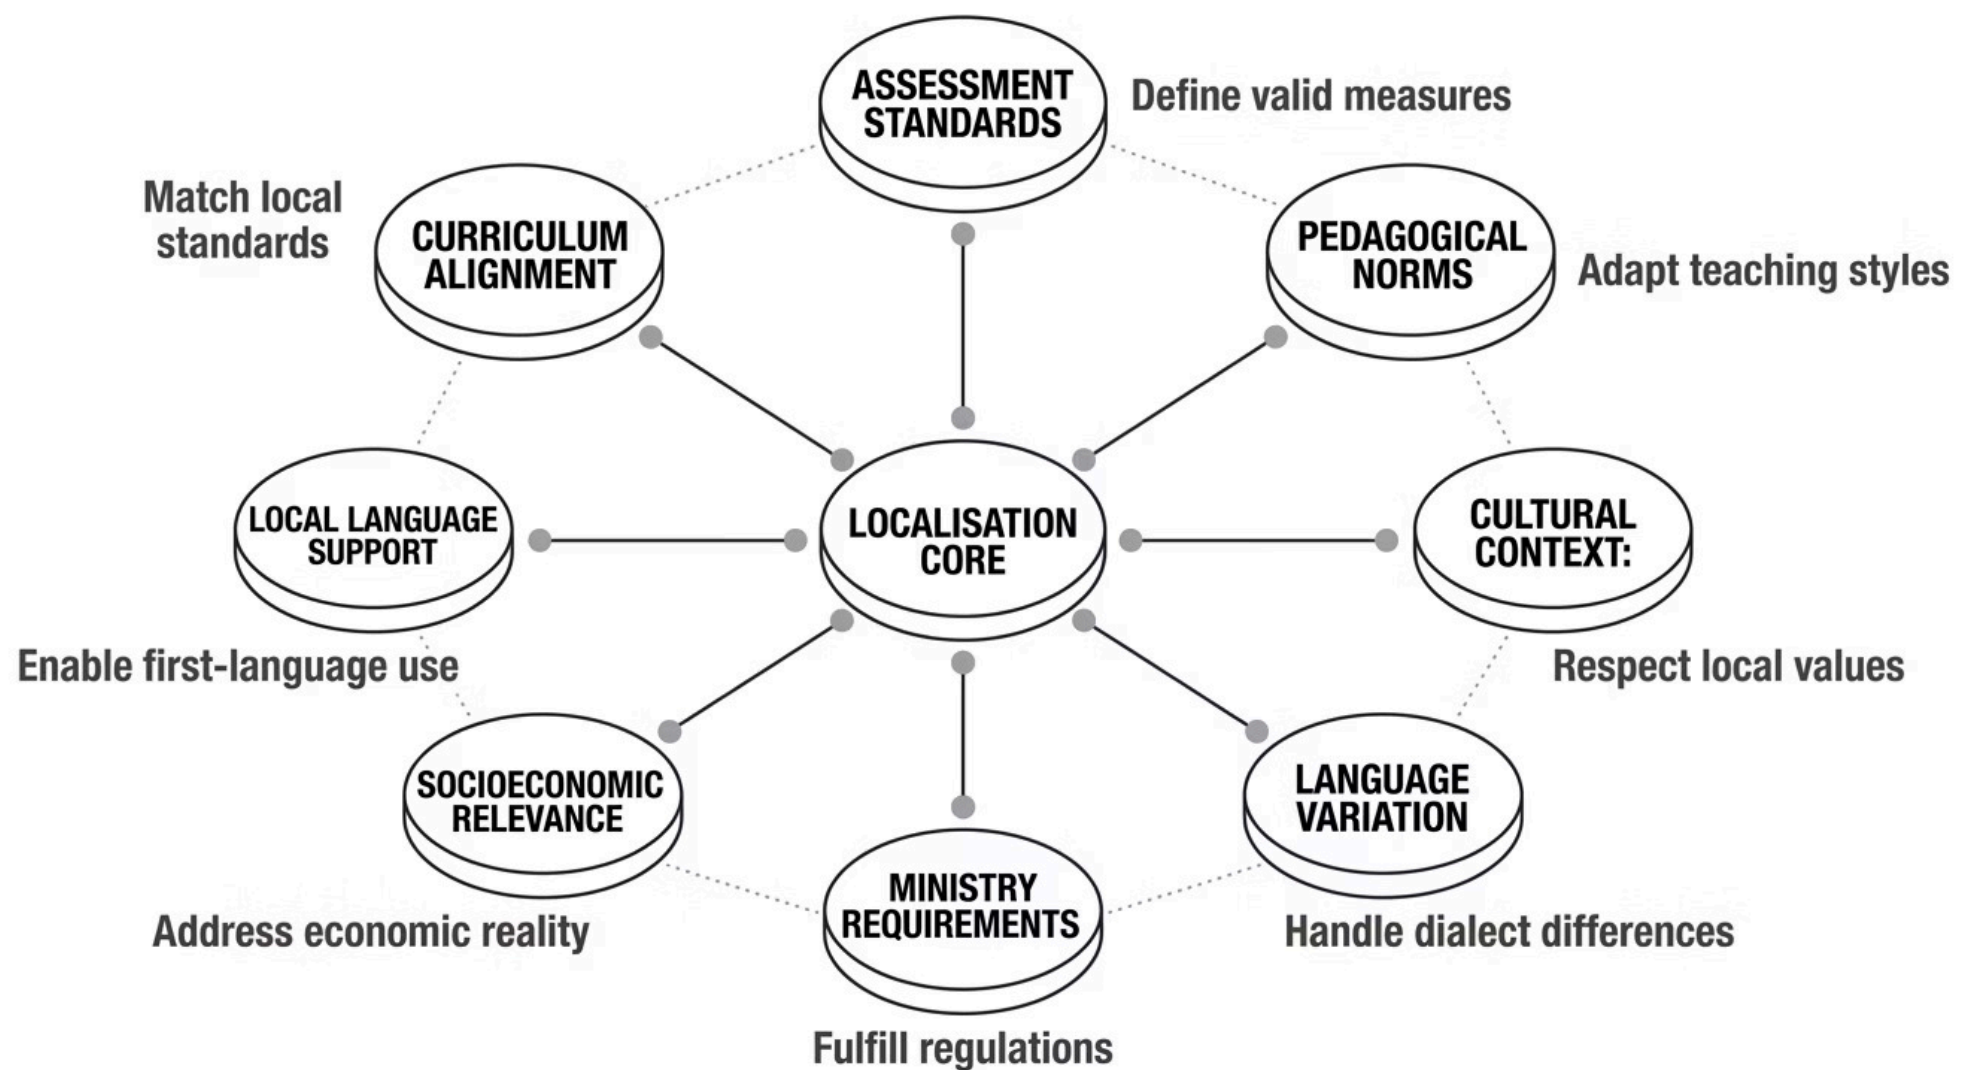 ASSESSMENT
STANDARDS
Define valid measures
Match local
standards
CURRICULUM
ALIGNMENT
PEDAGOGICAL
NORMS
Adapt teaching styles
LOCAL LANGUAGE
SUPPORT
Enable first-language use
LOCALISATION
CORE
CULTURAL
CONTEXT:
Respect local values
SOCIOECONOMIC
RELEVANCE
Address economic reality
MINISTRY
REQUIREMENTS
Fulfill regulations
LANGUAGE
VARIATION
Handle dialect differences